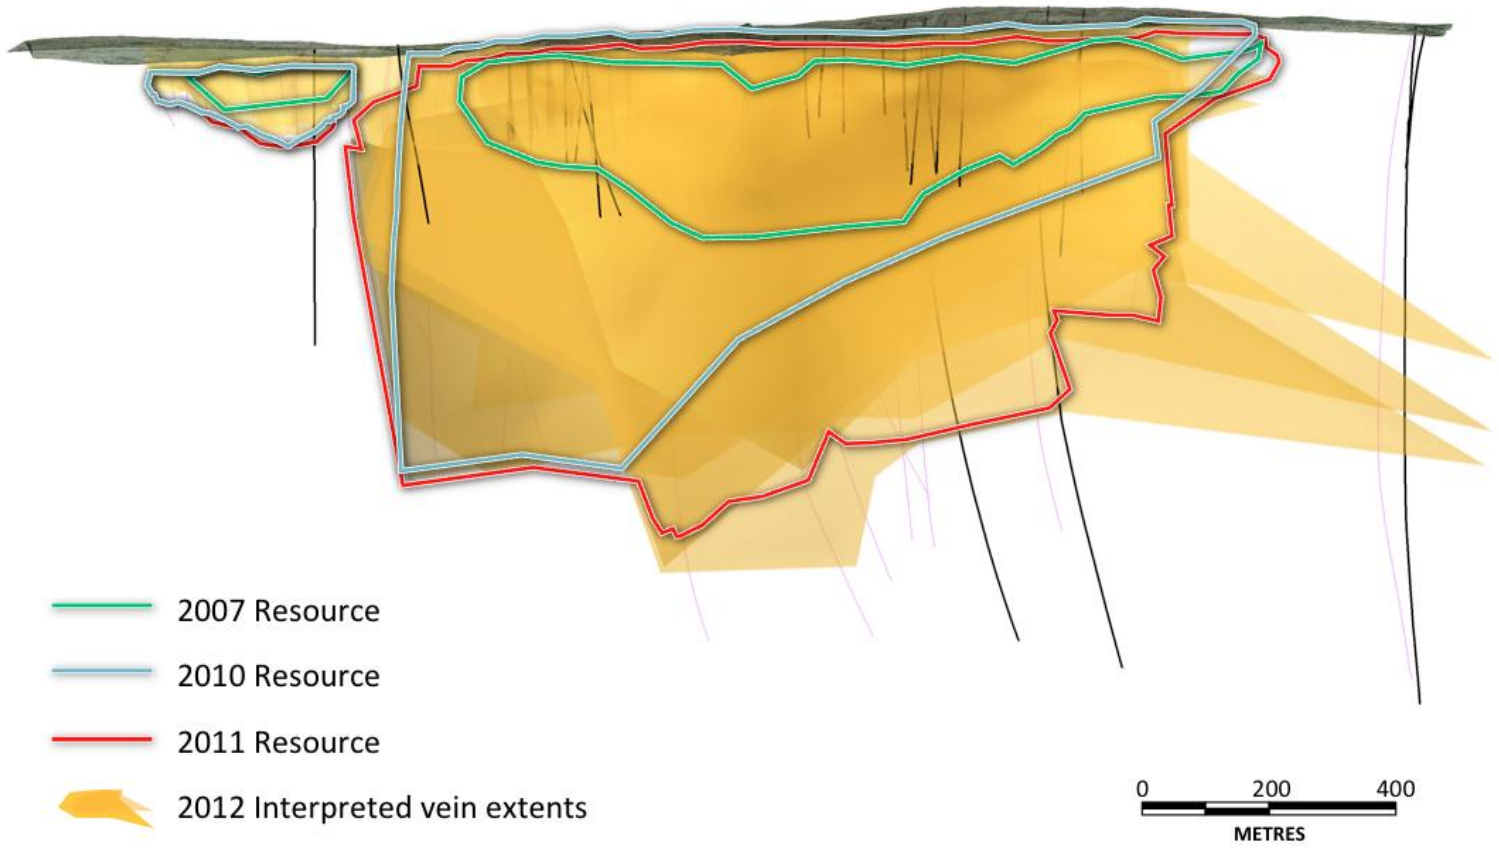 2007 Resource
2010 Resource
2011 Resource
2012 Interpreted vein extents
0 200 400
METRES